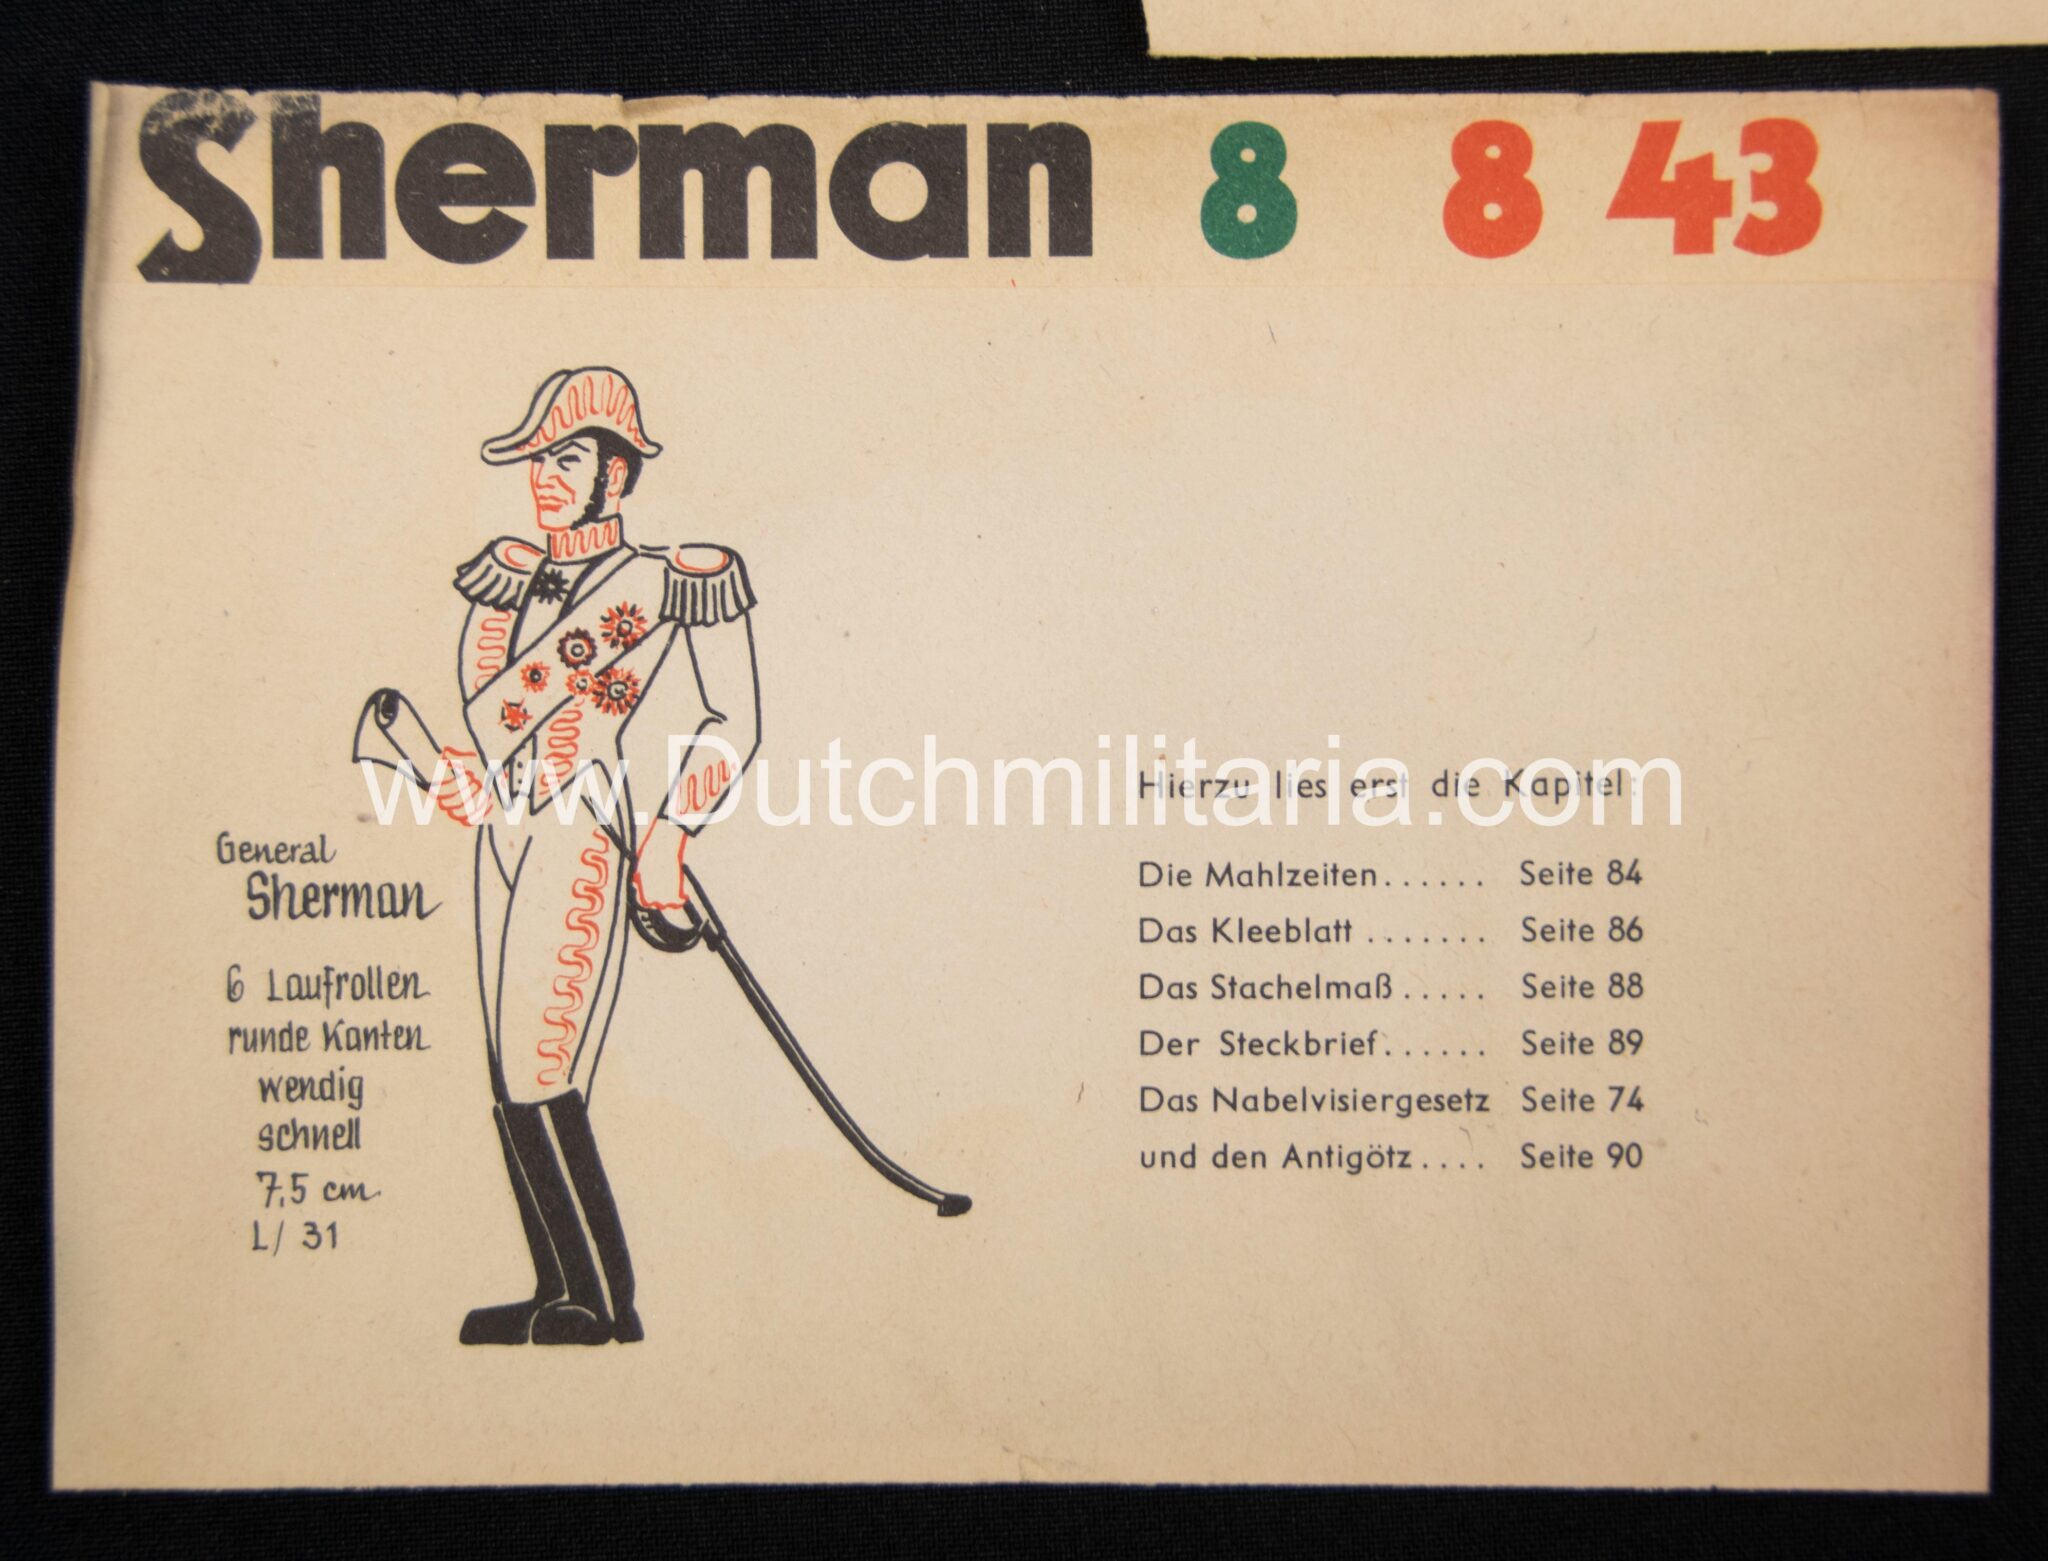 Sherman 8 8 43
www.Dutchmilitaria.com
Hierzu lies erst die Kapitel:
General
Sherman
6 Laufrollen
runde Kanten
wendig
schnell
7,5 cm
L/ 31
Die Mahlzeiten...... Seite 84
Das Kleeblatt ....... Seite 86
Das Stachelmaß..... Seite 88
Der Steckbrief...... Seite 89
Das Nabelvisiergesetz Seite 74
und den Antigötz.... Seite 90